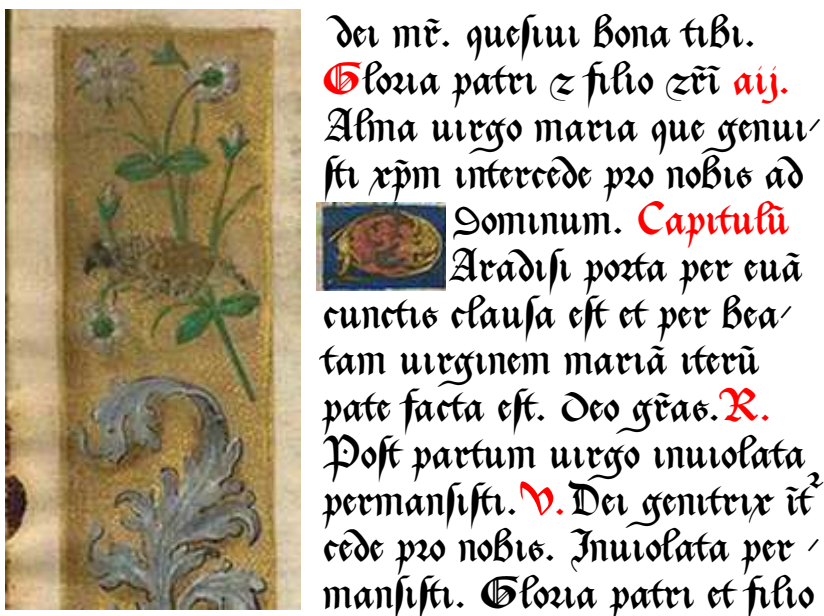 dei mr̃. quesiui bona tibi.
Gloria patri ⁊ filio ⁊r̃i aij.
Alma uirgo maria que genui⸗
sti xp̃m intercede pro nobis ad
Dominum. Capitulũ
Aradisi porta per euã
cunctis clausa est et per bea⸗
tam uirginem mariã iterũ
pate facta est. Deo gr̃as. R.
Post partum uirgo inuiolata
permansisti. V. Dei genitrix ĩt᷑
cede pro nobis. Inuiolata per⸗
mansisti. Gloria patri et filio